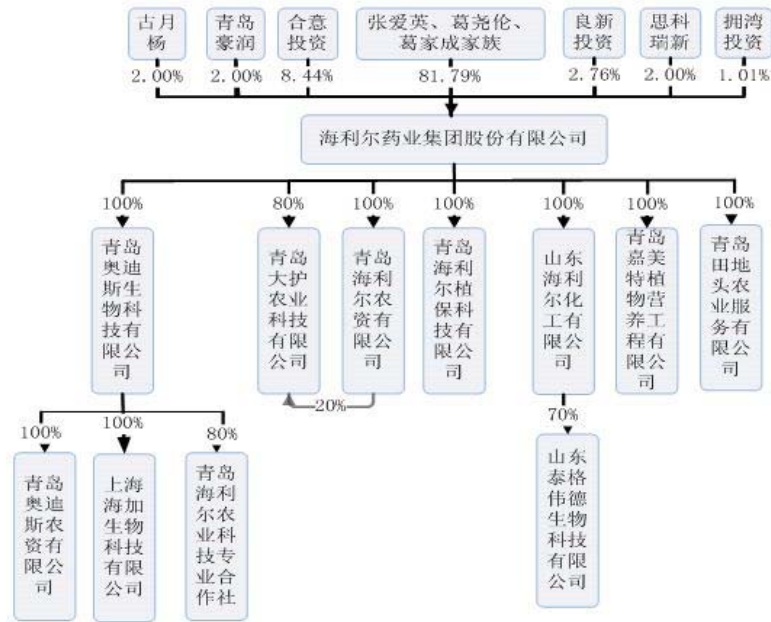 古月
杨
青岛
豪润
合意
投资
张爱英、葛尧伦、
葛家成家族
良新
投资
思科
瑞新
拥湾
投资
2.00%
2.00%
8.44%
81.79%
2.76%
2.00%
1.01%
海利尔药业集团股份有限公司
100%
80%
100%
100%
100%
100%
100%
青岛
奥迪
斯生
物科
技有
限公
司
青岛
大护
农业
科技
有限
公司
青岛
海利
尔农
资有
限公
司
青岛
海利
尔植
保科
技有
限公
司
山东
海利
尔化
工有
限公
司
青岛
嘉美
特植
物营
养工
程有
限公
司
青岛
田地
头农
业服
务有
限公
司
20%
100%
100%
80%
70%
青岛
奥迪
斯农
资有
限公
司
上海
海加
生物
科技
有限
公司
青岛
海利
尔农
业科
技专
业合
作社
山东
泰格
伟德
生物
科技
有限
公司